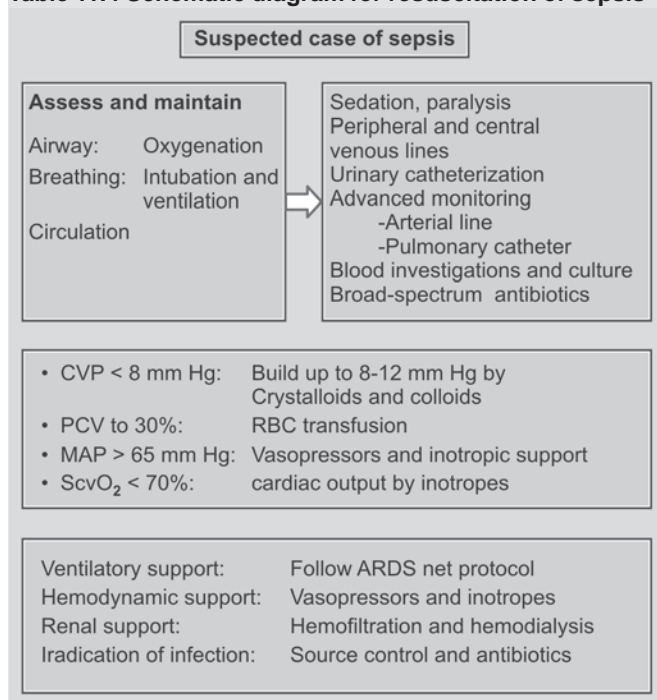 Suspected case of sepsis
Assess and maintain
Airway: Oxygenation
Breathing: Intubation and
ventilation
Circulation
Sedation, paralysis
Peripheral and central
venous lines
Urinary catheterization
Advanced monitoring
-Arterial line
-Pulmonary catheter
Blood investigations and culture
Broad-spectrum antibiotics
• CVP < 8 mm Hg: Build up to 8-12 mm Hg by
Crystalloids and colloids
• PCV to 30%: RBC transfusion
• MAP > 65 mm Hg: Vasopressors and inotropic support
• ScvO₂ < 70%: cardiac output by inotropes
Ventilatory support: Follow ARDS net protocol
Hemodynamic support: Vasopressors and inotropes
Renal support: Hemofiltration and hemodialysis
Iradication of infection: Source control and antibiotics